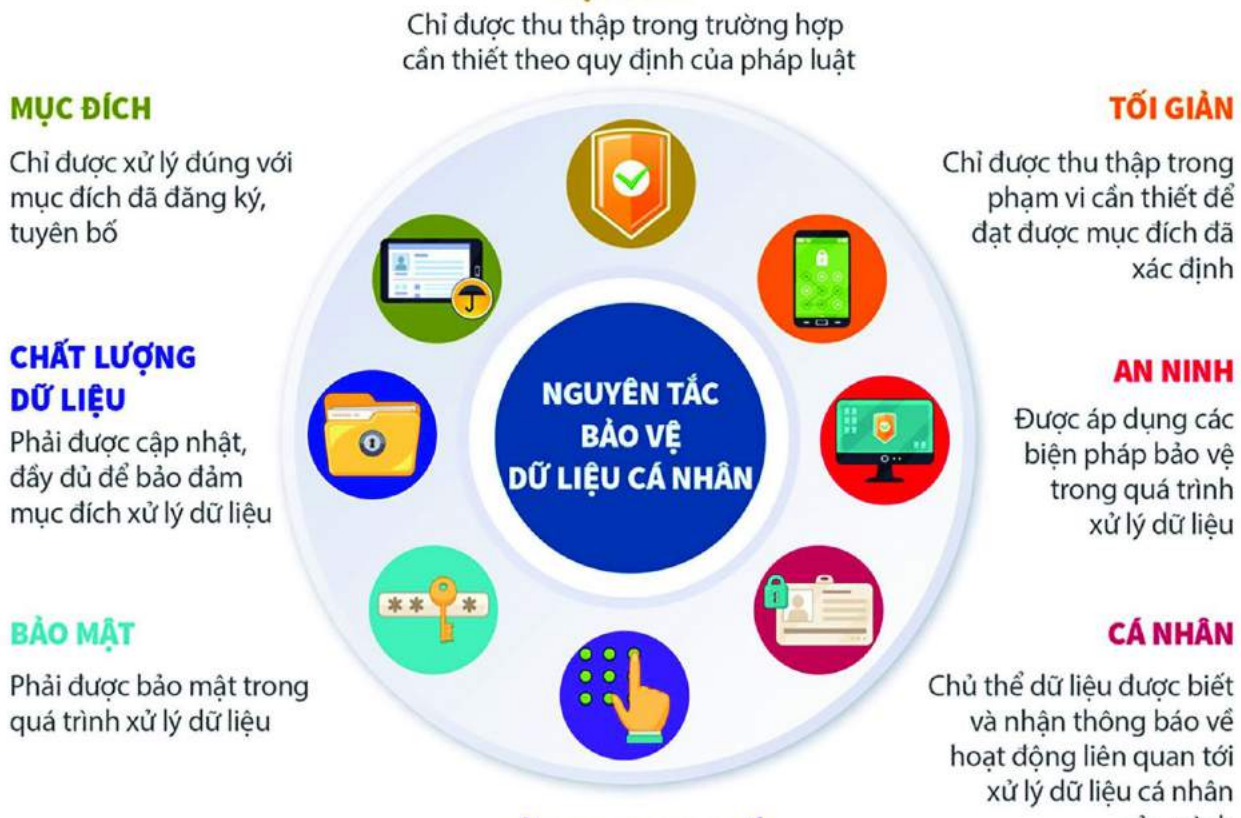 Chỉ được thu thập trong trường hợp
cần thiết theo quy định của pháp luật
MỤC ĐÍCH
Chỉ được xử lý đúng với
mục đích đã đăng ký,
tuyên bố
TỐI GIẢN
Chỉ được thu thập trong
phạm vi cần thiết để
đạt được mục đích đã
xác định
CHẤT LƯỢNG
DỮ LIỆU
Phải được cập nhật,
đầy đủ để bảo đảm
mục đích xử lý dữ liệu
NGUYÊN TẮC
BẢO VỆ
DỮ LIỆU CÁ NHÂN
AN NINH
Được áp dụng các
biện pháp bảo vệ
trong quá trình
xử lý dữ liệu
BẢO MẬT
Phải được bảo mật trong
quá trình xử lý dữ liệu
CÁ NHÂN
Chủ thể dữ liệu được biết
và nhận thông báo về
hoạt động liên quan tới
xử lý dữ liệu cá nhân